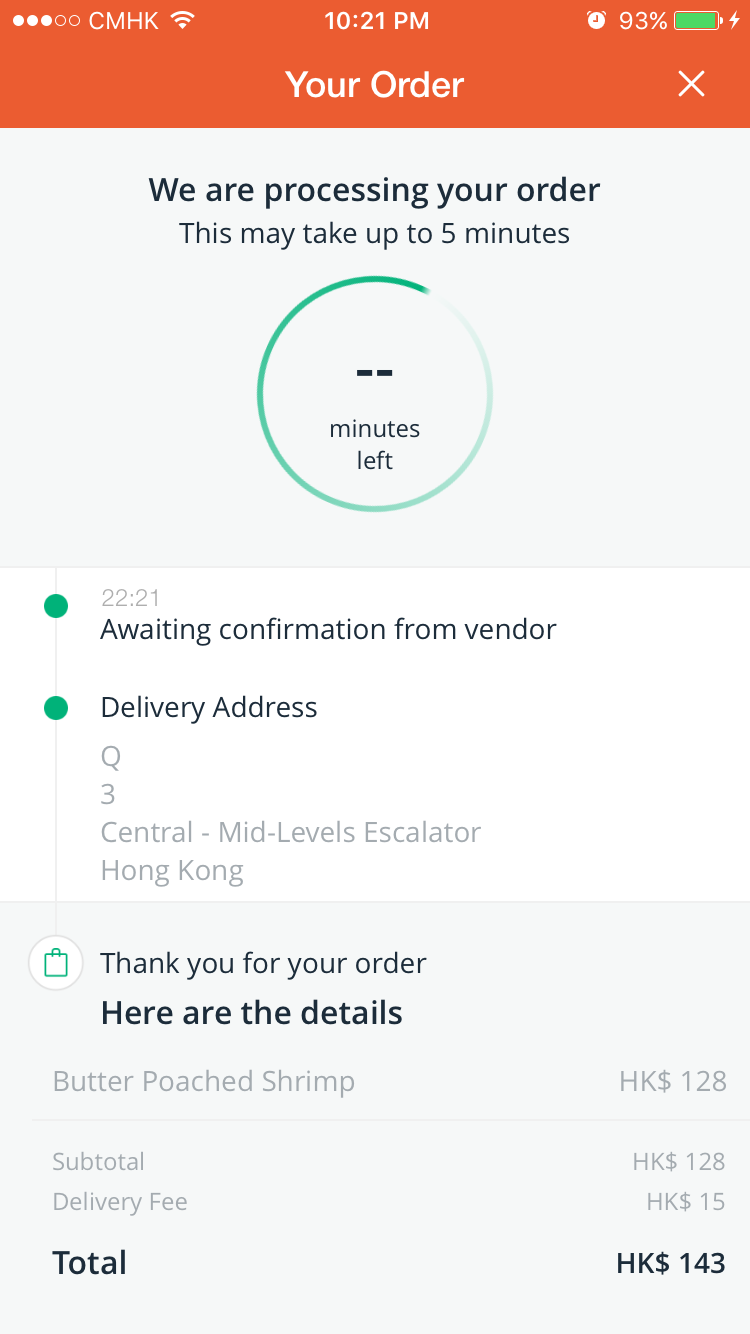 CMHK 10:21 PM 93%
Your Order
We are processing your order
This may take up to 5 minutes
--
minutes
left
22:21
Awaiting confirmation from vendor
Delivery Address
Q
3
Central - Mid-Levels Escalator
Hong Kong
Thank you for your order
Here are the details
Butter Poached Shrimp HK$ 128
Subtotal HK$ 128
Delivery Fee HK$ 15
Total HK$ 143